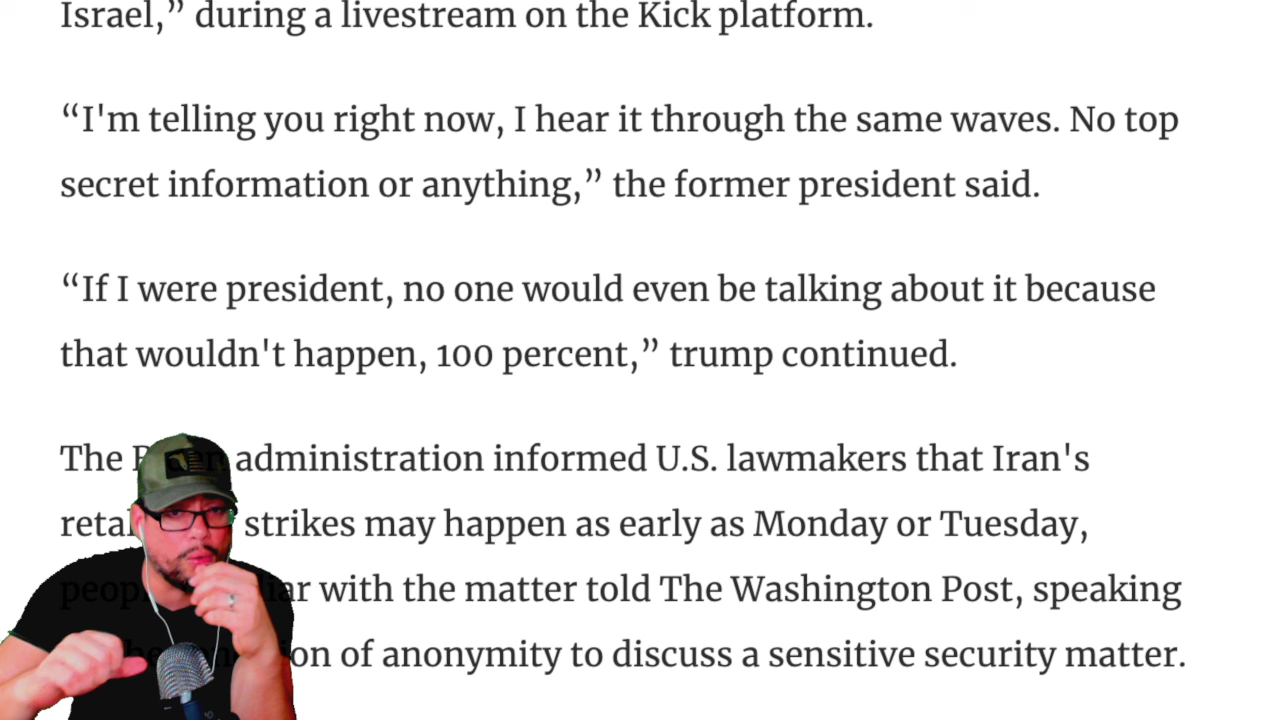 Israel,” during a livestream on the Kick platform.
“I'm telling you right now, I hear it through the same waves. No top
secret information or anything,” the former president said.
“If I were president, no one would even be talking about it because
that wouldn't happen, 100 percent,” trump continued.
The Biden administration informed U.S. lawmakers that Iran's
strikes may happen as early as Monday or Tuesday,
with the matter told The Washington Post, speaking
of anonymity to discuss a sensitive security matter.